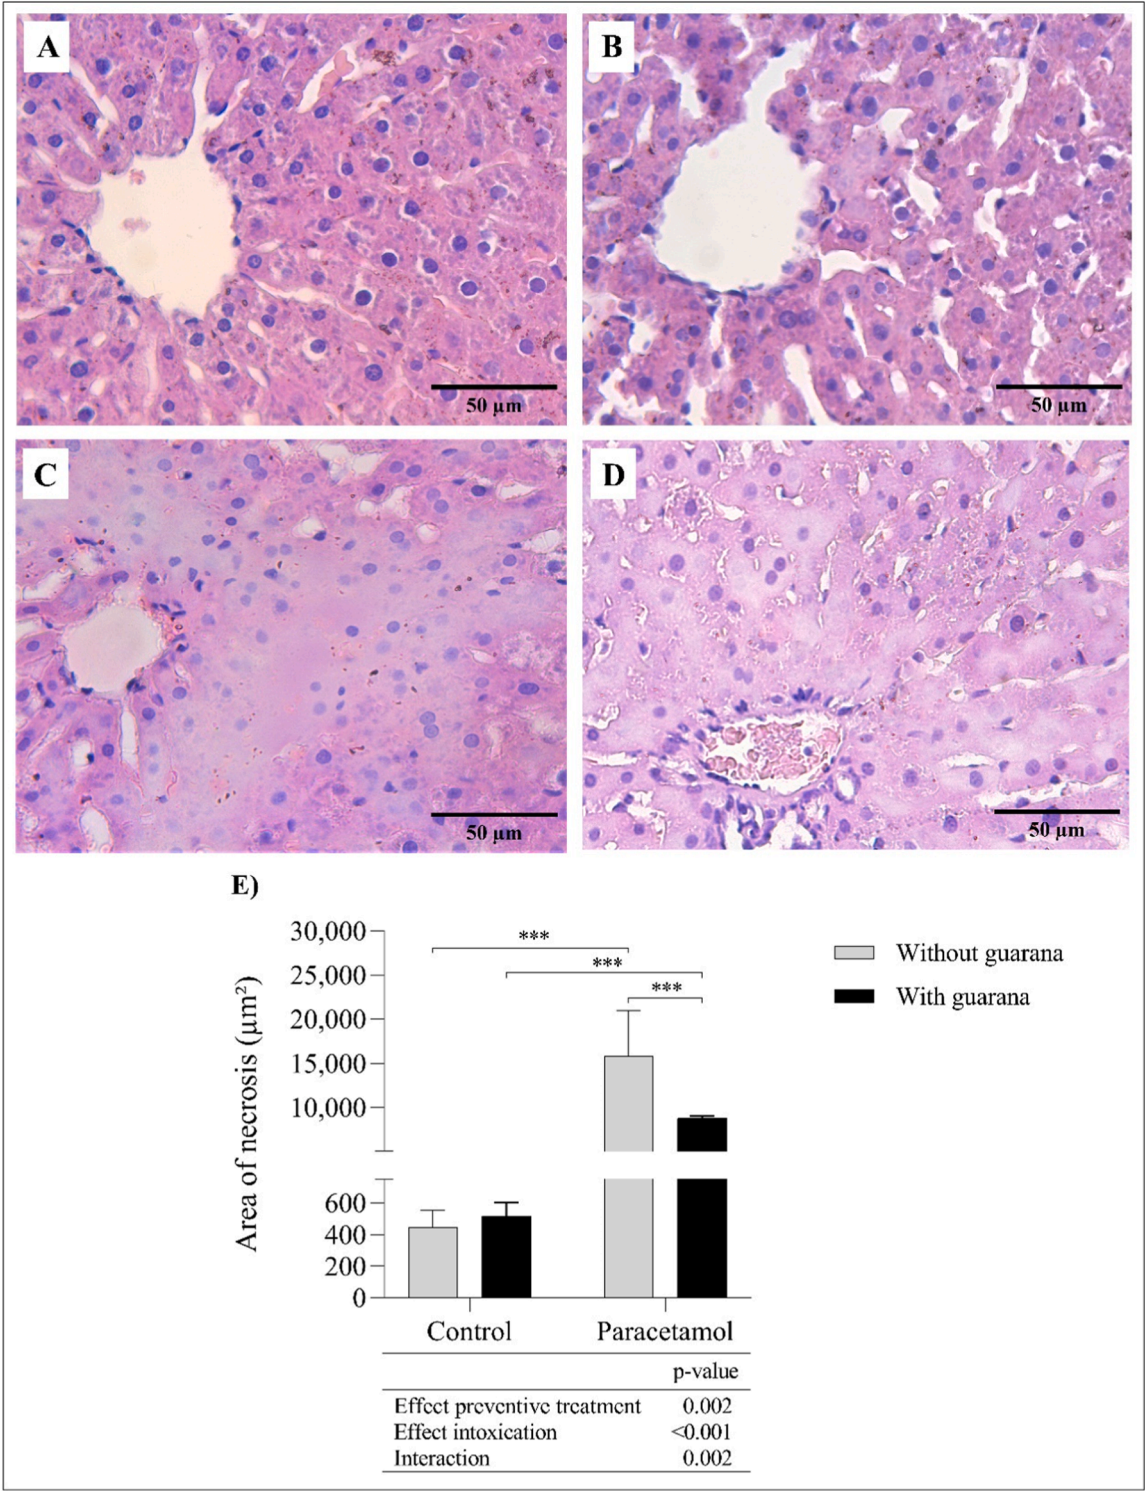 A
B
50 µm
50 µm
C
D
50 µm
50 µm
E)
30,000
25,000
20,000
15,000
10,000
600
400
200
0
Area of necrosis (µm²)
***
***
***
Without guarana
With guarana
Control
Paracetamol
p-value
Effect preventive treatment 0.002
Effect intoxication <0.001
Interaction 0.002